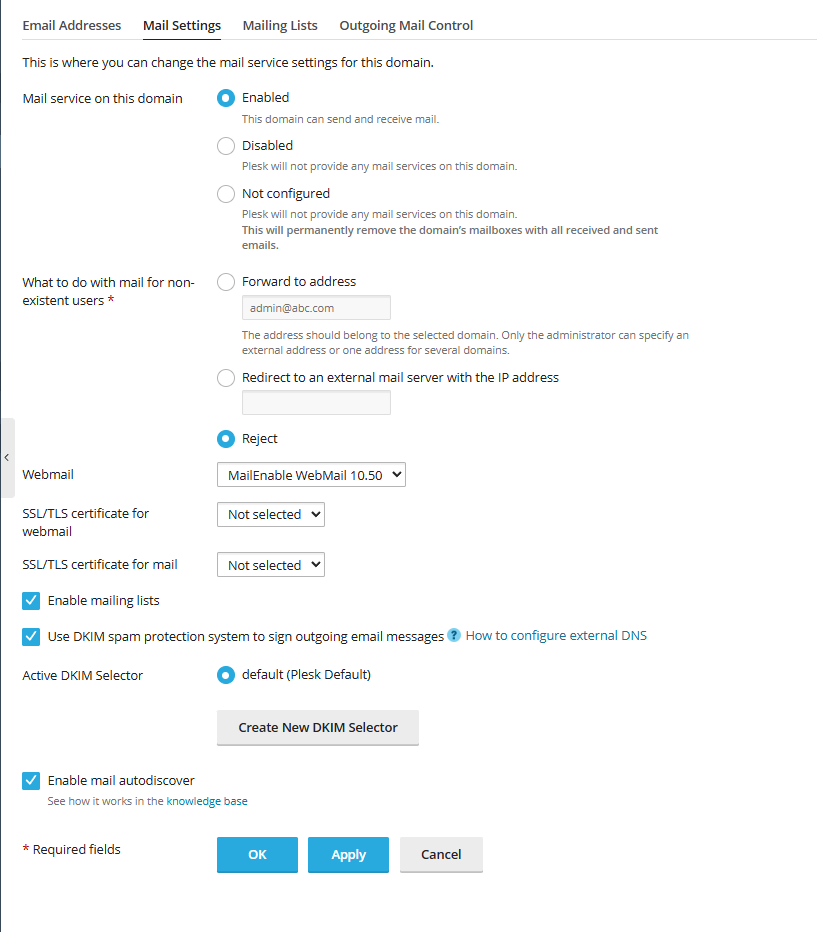 Email Addresses Mail Settings Mailing Lists Outgoing Mail Control
This is where you can change the mail service settings for this domain.
Mail service on this domain
Enabled
This domain can send and receive mail.
Disabled
Plesk will not provide any mail services on this domain.
Not configured
Plesk will not provide any mail services on this domain.
This will permanently remove the domain's mailboxes with all received and sent
emails.
What to do with mail for non-
existent users *
Forward to address
admin@abc.com
The address should belong to the selected domain. Only the administrator can specify an
external address or one address for several domains.
Redirect to an external mail server with the IP address
Reject
Webmail
MailEnable WebMail 10.50
SSL/TLS certificate for
webmail
Not selected
SSL/TLS certificate for mail
Not selected
Enable mailing lists
Use DKIM spam protection system to sign outgoing email messages ? How to configure external DNS
Active DKIM Selector
default (Plesk Default)
Create New DKIM Selector
Enable mail autodiscover
See how it works in the knowledge base
* Required fields
OK Apply Cancel